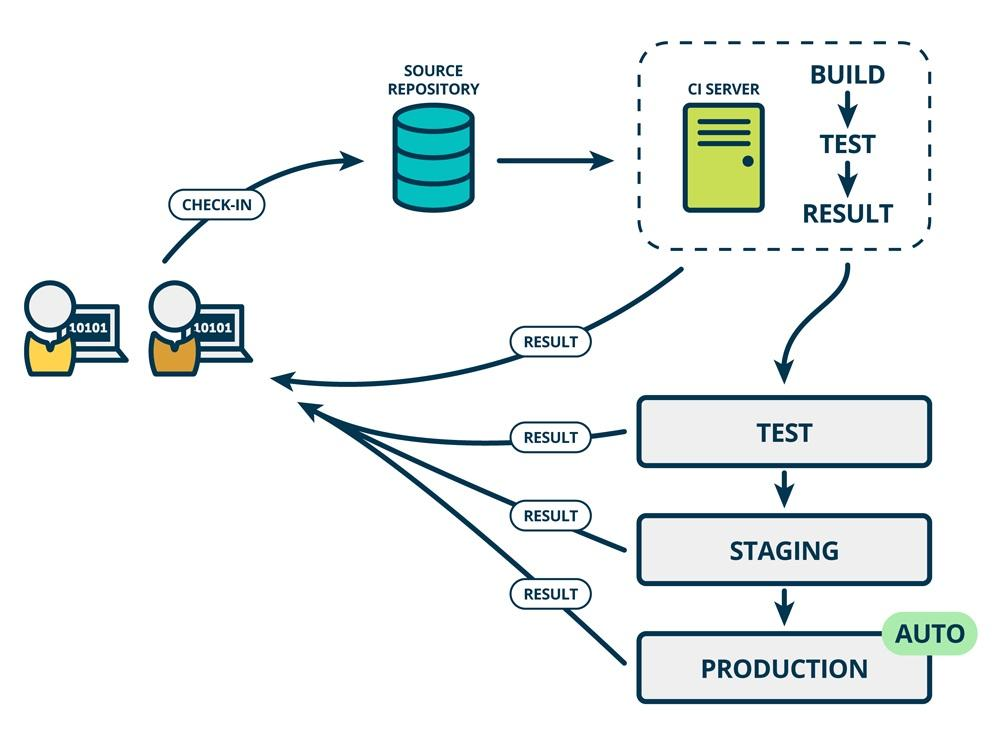 SOURCE
REPOSITORY
CI SERVER
BUILD
TEST
RESULT
CHECK-IN
10101
10101
RESULT
RESULT
TEST
RESULT
STAGING
RESULT
AUTO
PRODUCTION